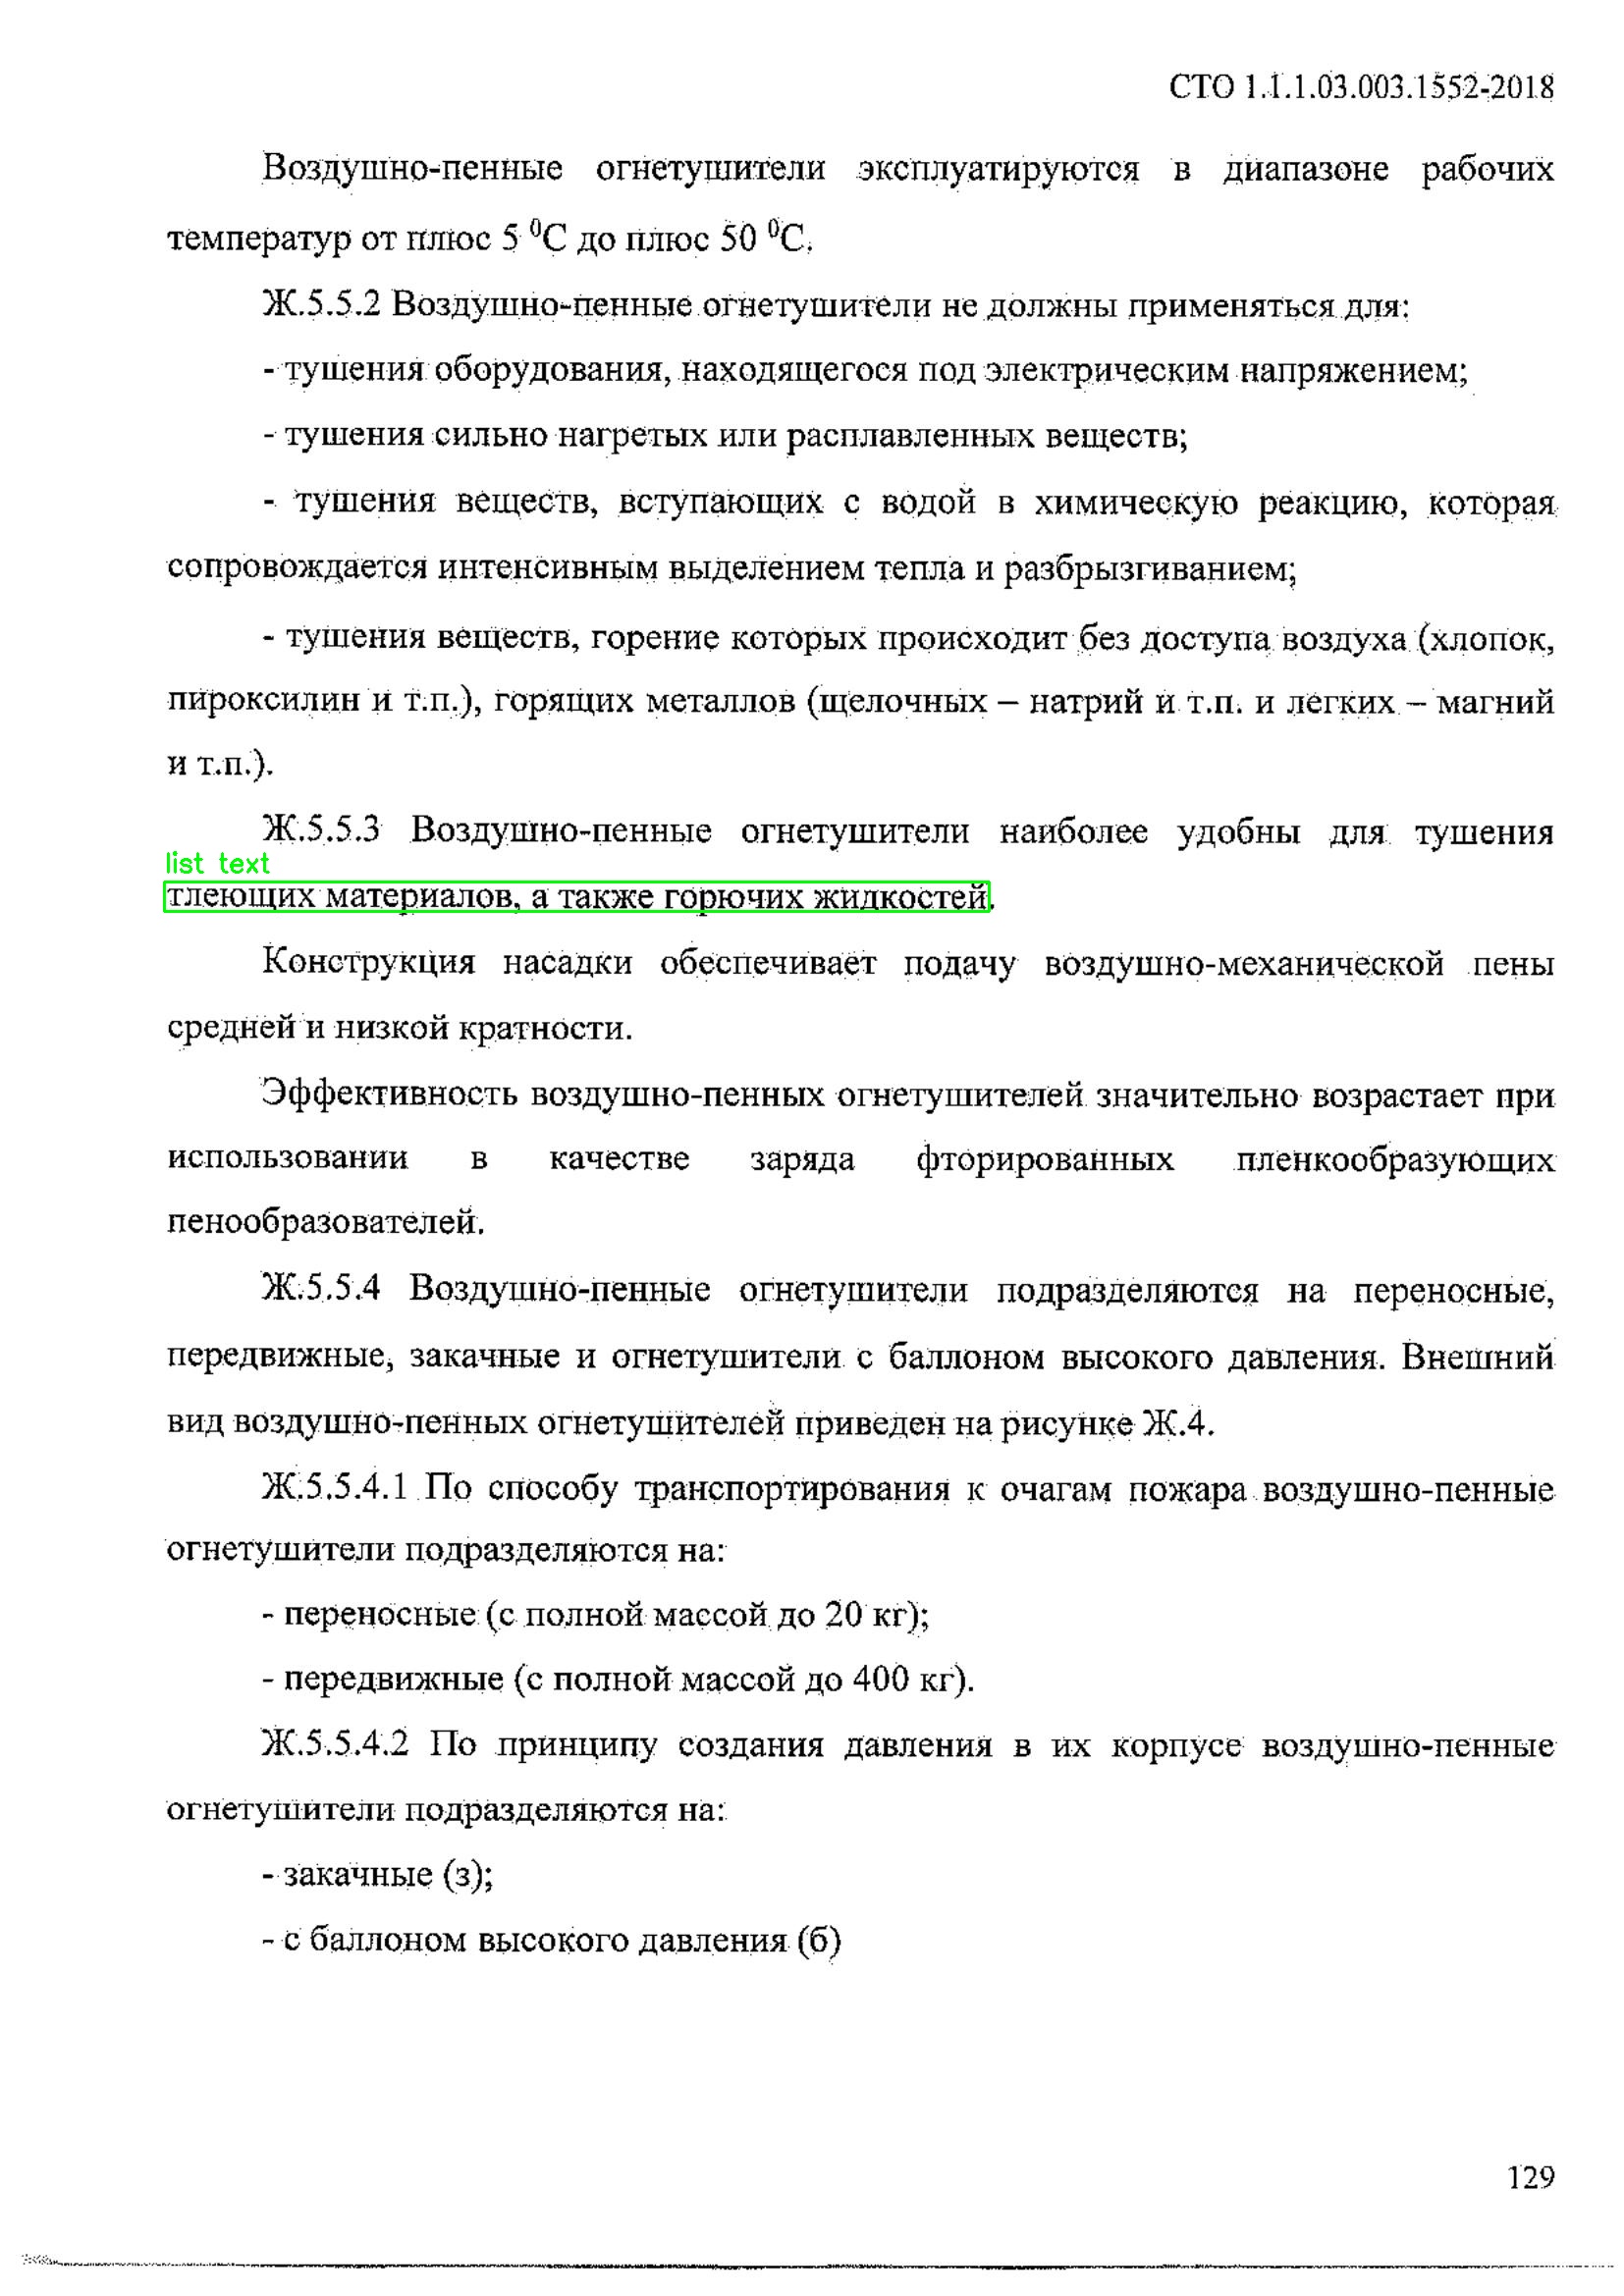 СТО 1.1.1.03.003.1552-2018
Воздушно-пенные огнетушители эксплуатируются в диапазоне рабочих
температур от плюс 5 ⁰С до плюс 50 ⁰С.
Ж.5.5.2 Воздушно-пенные огнетушители не должны применяться для:
- тушения оборудования, находящегося под электрическим напряжением;
- тушения сильно нагретых или расплавленных веществ;
- тушения веществ, вступающих с водой в химическую реакцию, которая
сопровождается интенсивным выделением тепла и разбрызгиванием;
- тушения веществ, горение которых происходит без доступа воздуха (хлопок,
пироксилин и т.п.), горящих металлов (щелочных – натрий и т.п. и легких – магний
и т.п.).
Ж.5.5.3 Воздушно-пенные огнетушители наиболее удобны для тушения
list text
тлеющих материалов, а также горючих жидкостей.
Конструкция насадки обеспечивает подачу воздушно-механической пены
средней и низкой кратности.
Эффективность воздушно-пенных огнетушителей значительно возрастает при
использовании в качестве заряда фторированных пленкообразующих
пенообразователей.
Ж.5.5.4 Воздушно-пенные огнетушители подразделяются на переносные,
передвижные, закачные и огнетушители с баллоном высокого давления. Внешний
вид воздушно-пенных огнетушителей приведен на рисунке Ж.4.
Ж.5.5.4.1 По способу транспортирования к очагам пожара воздушно-пенные
огнетушители подразделяются на:
- переносные (с полной массой до 20 кг);
- передвижные (с полной массой до 400 кг).
Ж.5.5.4.2 По принципу создания давления в их корпусе воздушно-пенные
огнетушители подразделяются на:
- закачные (з);
- с баллоном высокого давления (б)
129